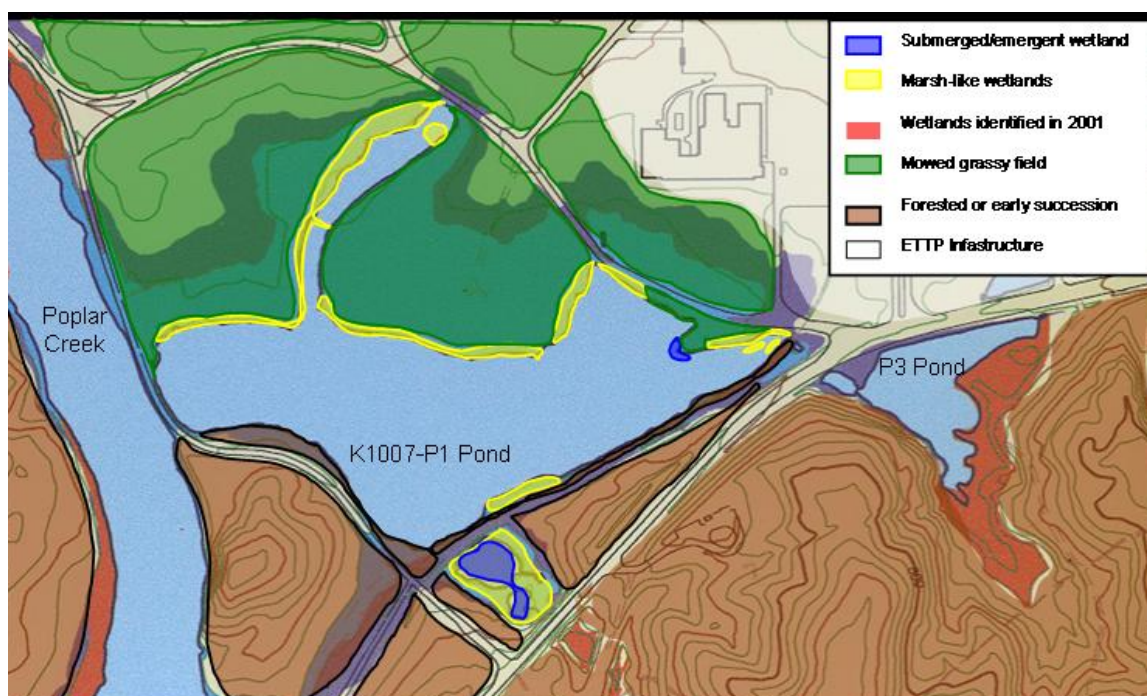 Submerged/emergent wetland
Marsh-like wetlands
Wetlands identified in 2001
Mowed grassy field
Forested or early succession
ETTP Infastructure
Poplar
Creek
P3 Pond
K1007-P1 Pond